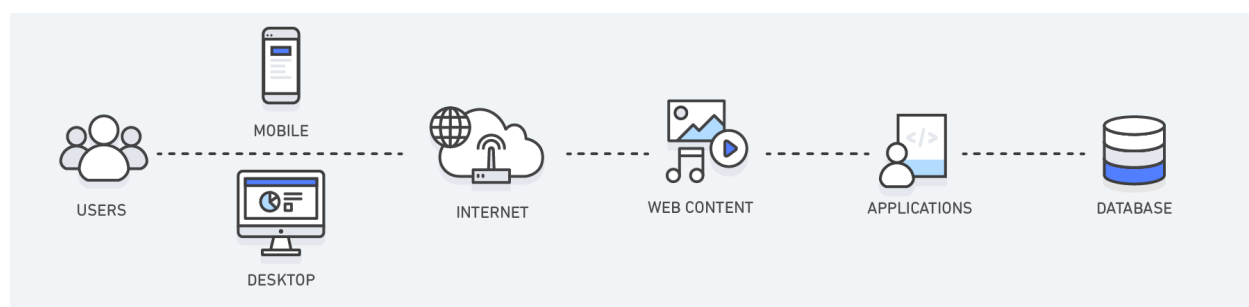 USERS
MOBILE
DESKTOP
INTERNET
WEB CONTENT
</>
APPLICATIONS
DATABASE